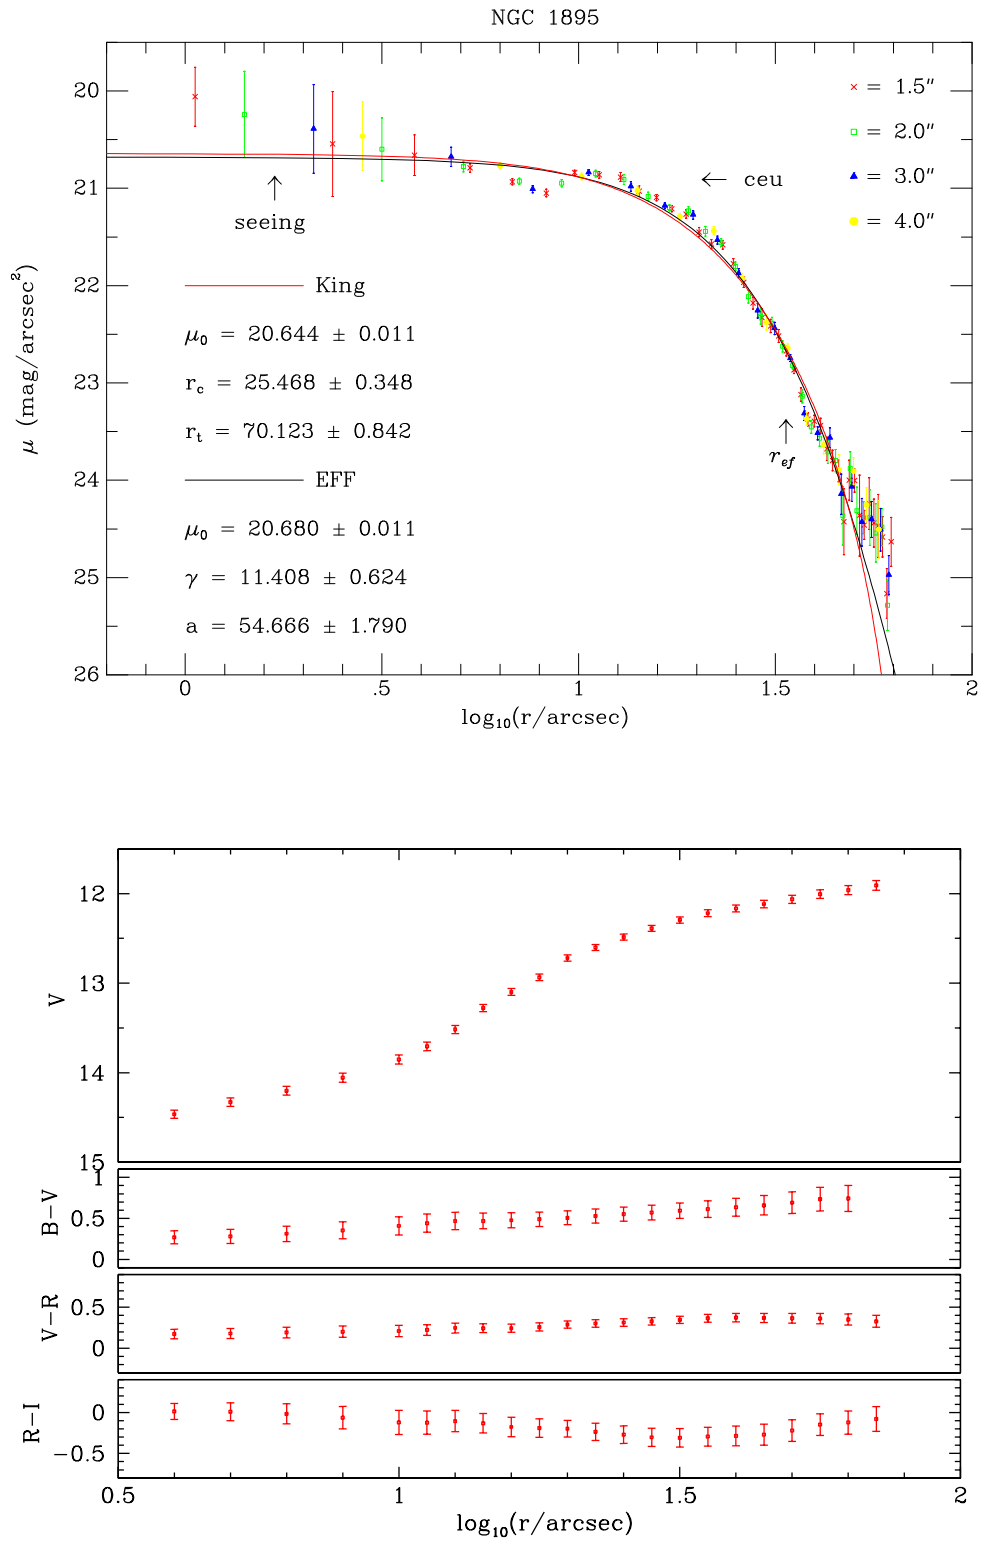 NGC 1895
20
21
22
23
24
25
26
μ (mag/arcsec²)
= 1.5″
= 2.0″
= 3.0″
= 4.0″
← ceu
↑
seeing
King
μ₀ = 20.644 ± 0.011
r_c = 25.468 ± 0.348
r_t = 70.123 ± 0.842
EFF
μ₀ = 20.680 ± 0.011
γ = 11.408 ± 0.624
a = 54.666 ± 1.790
↑
r_ef
0 .5 1 1.5 2
log₁₀(r/arcsec)
V
12
13
14
15
B−V
1
0.5
0
V−R
0.5
0
R−I
0
−0.5
0.5 1 1.5 2
log₁₀(r/arcsec)